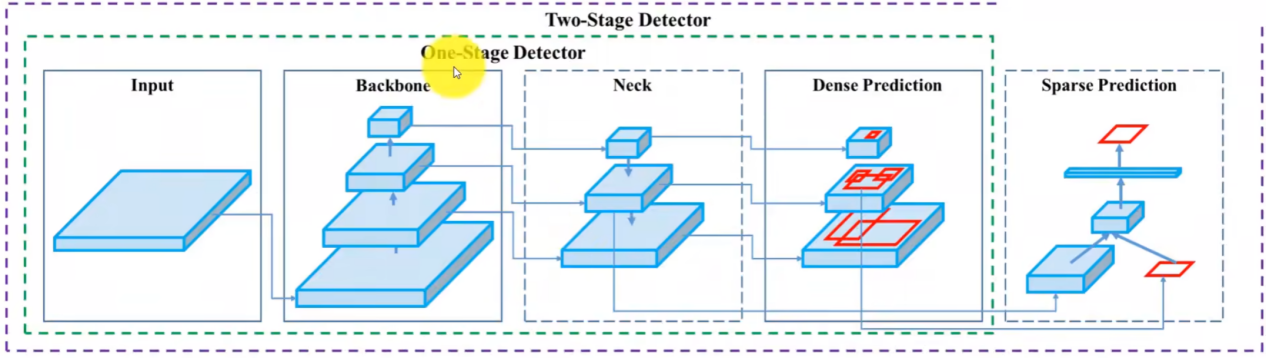 Two-Stage Detector
One-Stage Detector
Input
Backbone
Neck
Dense Prediction
Sparse Prediction